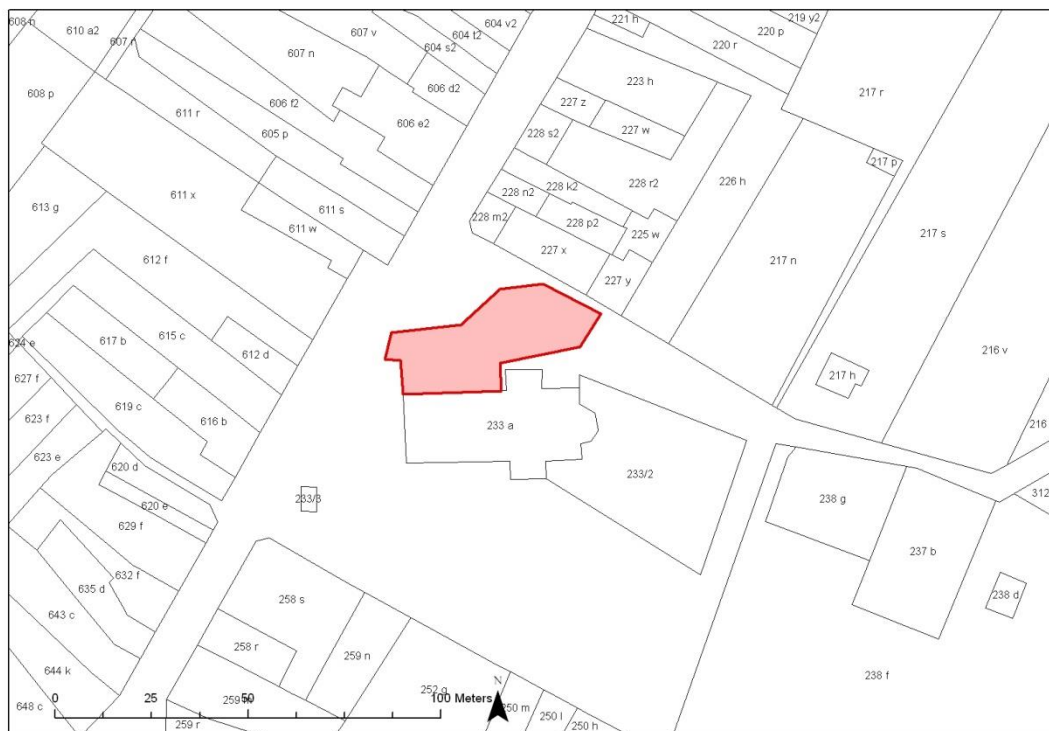 608 n
610 a2
607 r
607 n
607 v
604 s2
604 t2
604 v2
221 h
220 r
220 p
219 y2
608 p
611 r
606 f2
605 p
606 d2
606 e2
223 h
227 z
227 w
217 r
228 s2
217 p
613 g
611 x
611 s
611 w
228 k2
228 r2
226 h
228 n2
228 m2
228 p2
225 w
227 x
227 y
217 n
217 s
612 f
624 e
617 b
615 c
612 d
627 f
623 f
619 c
616 b
217 h
216 v
216
233 a
623 e
620 d
620 e
233/3
233/2
238 g
312
629 f
237 b
635 d
632 f
643 c
258 s
238 d
644 k
258 r
259 n
252 g
238 f
648 c
259 r
250 m
250 l
250 h
N
0 25 50 100 Meters